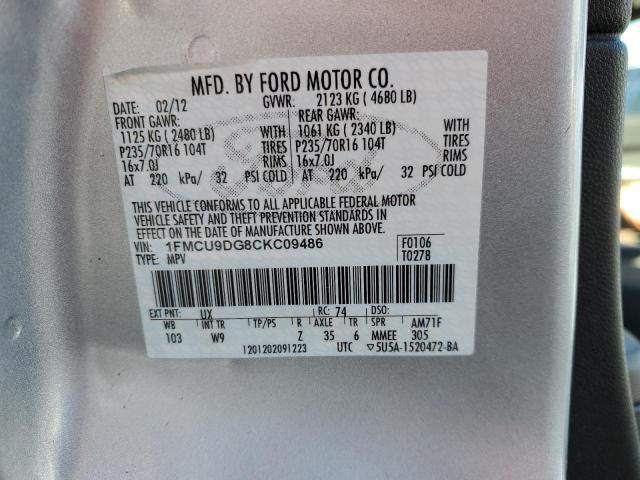 MFD. BY FORD MOTOR CO.
DATE: 02/12 GVWR: 2123 KG ( 4680 LB)
FRONT GAWR: REAR GAWR:
1125 KG ( 2480 LB) WITH 1061 KG ( 2340 LB) WITH
P235/70R16 104T TIRES P235/70R16 104T TIRES
16x7.0J RIMS 16x7.0J RIMS
AT 220 kPa/ 32 PSI COLD AT 220 kPa/ 32 PSI COLD
Ford
THIS VEHICLE CONFORMS TO ALL APPLICABLE FEDERAL MOTOR
VEHICLE SAFETY AND THEFT PREVENTION STANDARDS IN
EFFECT ON THE DATE OF MANUFACTURE SHOWN ABOVE.
VIN: 1FMCU9DG8CKC09486 F0106
TYPE: MPV T0278
EXT PNT: UX RC: 74 DSO:
WB INT TR TP/PS R AXLE TR SPR AM71F
103 W9 Z 35 6 MMEE 305
1201202091223 UTC ▽5U5A-1520472-BA